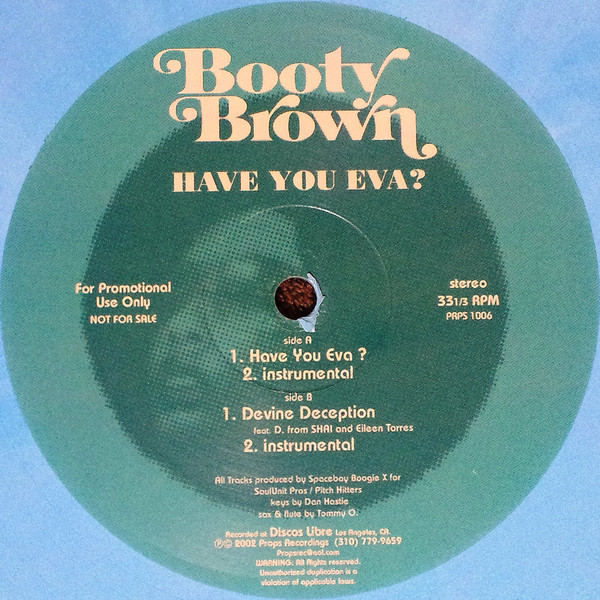 Booty
Brown
HAVE YOU EVA?
For Promotional
Use Only
NOT FOR SALE
stereo
33 1/3 RPM
PRPS 1006
side A
1. Have You Eva ?
2. instrumental
side B
1. Devine Deception
feat. D. from SHAI and Eileen Torres
2. instrumental
All Tracks produced by Spaceboy Boogie X for
SoulUnit Pros / Pitch Hitters
keys by Dan Hastie
sax & flute by Tommy O.
Recorded at Discos Libre Los Angeles, CA.
℗© 2002 Props Recordings (310) 779-9659
Propsrec@aol.com
WARNING: All Rights reserved.
Unauthorized duplication is a
violation of applicable laws.